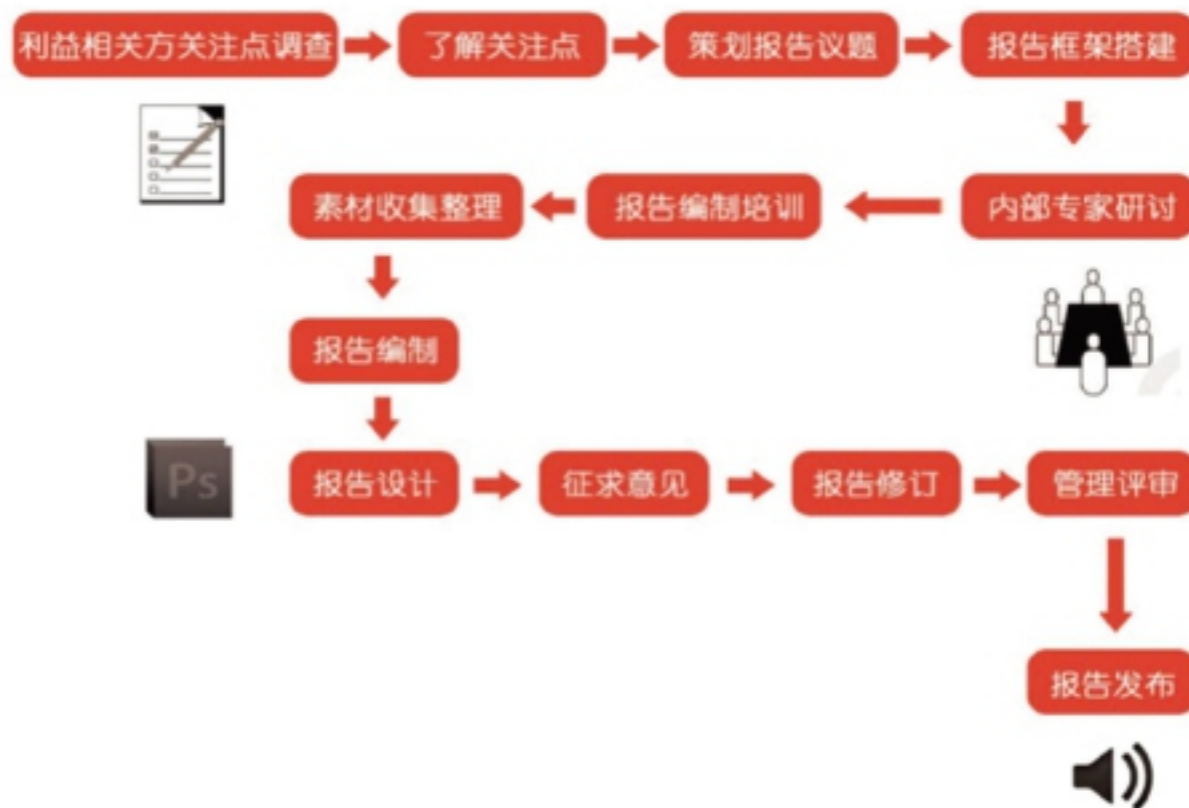 利益相关方关注点调查
了解关注点
策划报告议题
报告框架搭建
内部专家研讨
报告编制培训
素材收集整理
报告编制
Ps
报告设计
征求意见
报告修订
管理评审
报告发布